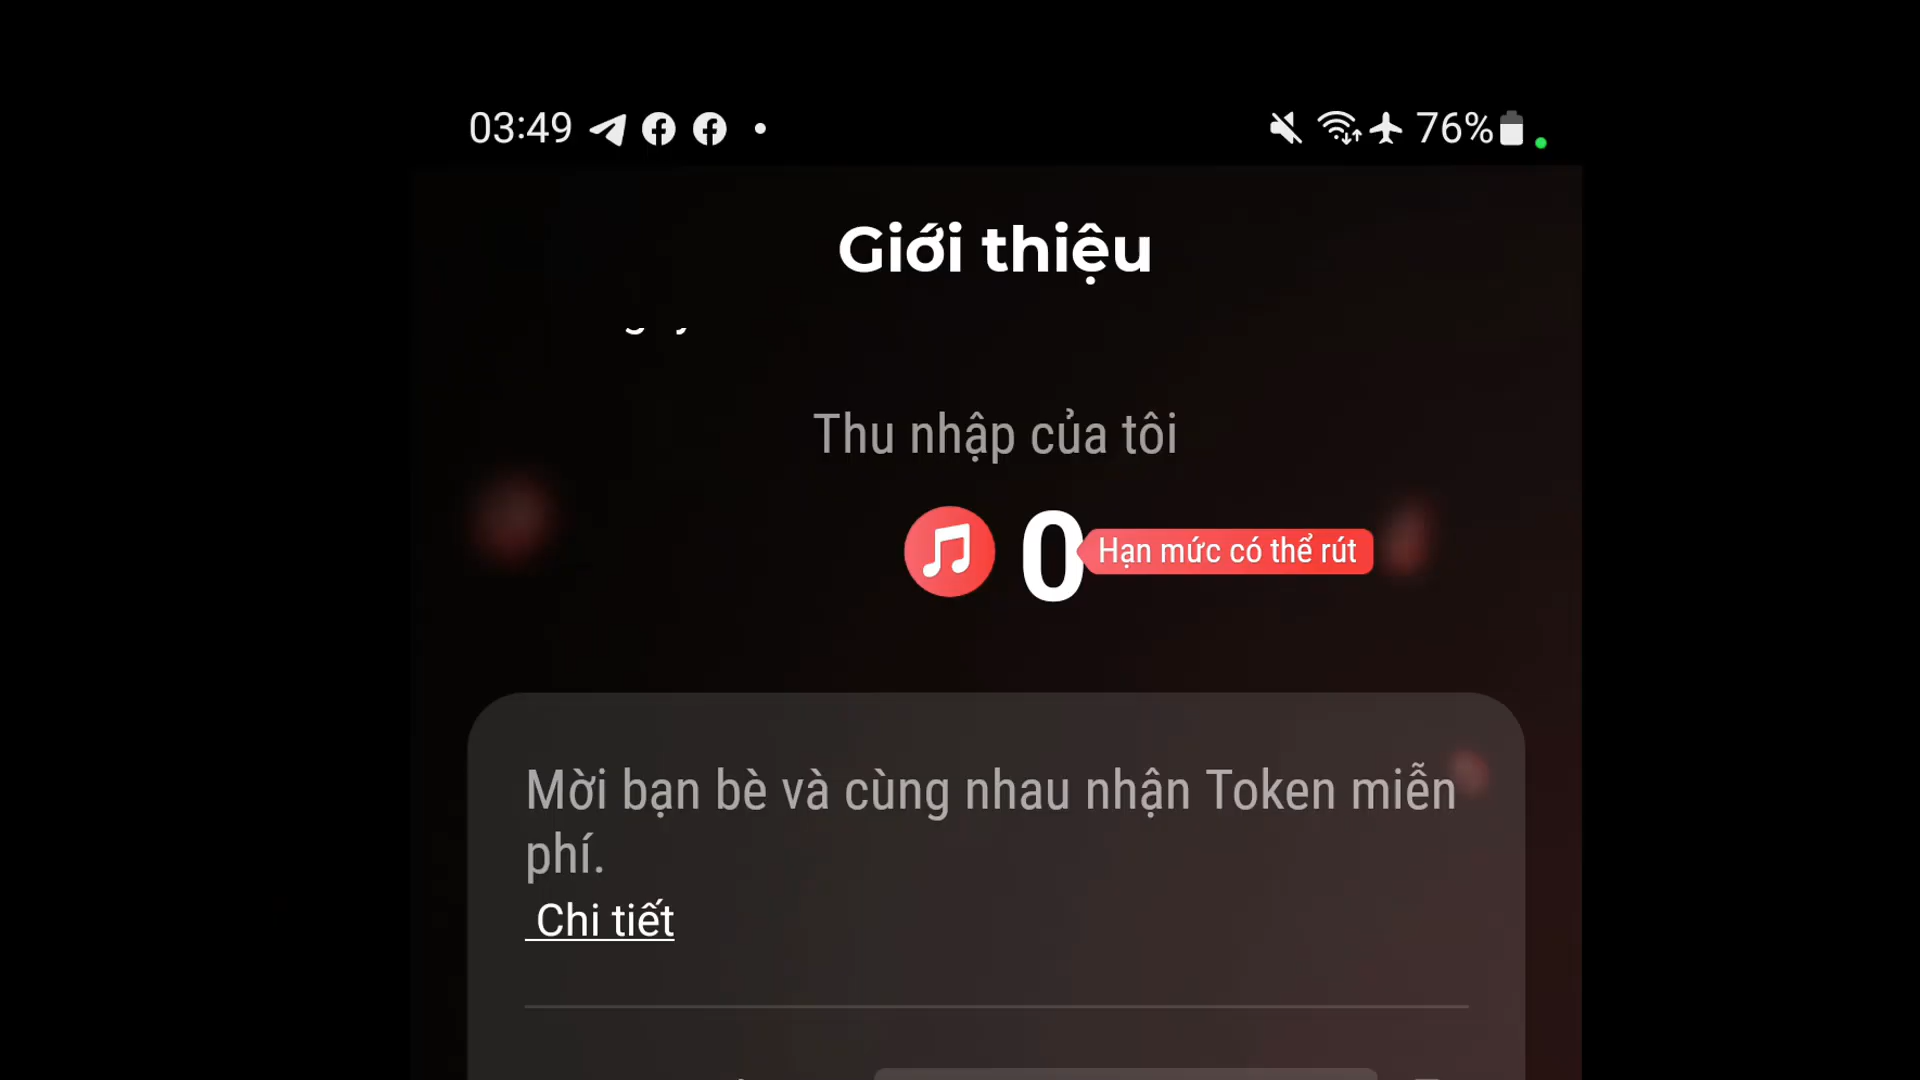 03:49
76%
Giới thiệu
Thu nhập của tôi
0
Hạn mức có thể rút
Mời bạn bè và cùng nhau nhận Token miễn
phí.
Chi tiết